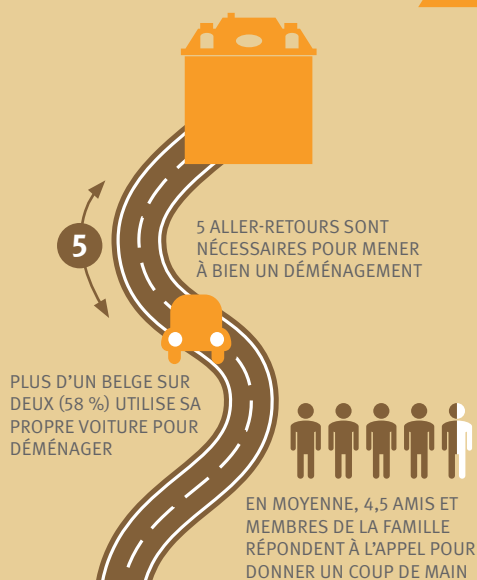 5 ALLER-RETOURS SONT
NÉCESSAIRES POUR MENER
À BIEN UN DÉMÉNAGEMENT
5
PLUS D'UN BELGE SUR
DEUX (58 %) UTILISE SA
PROPRE VOITURE POUR
DÉMÉNAGER
EN MOYENNE, 4,5 AMIS ET
MEMBRES DE LA FAMILLE
RÉPONDENT À L'APPEL POUR
DONNER UN COUP DE MAIN